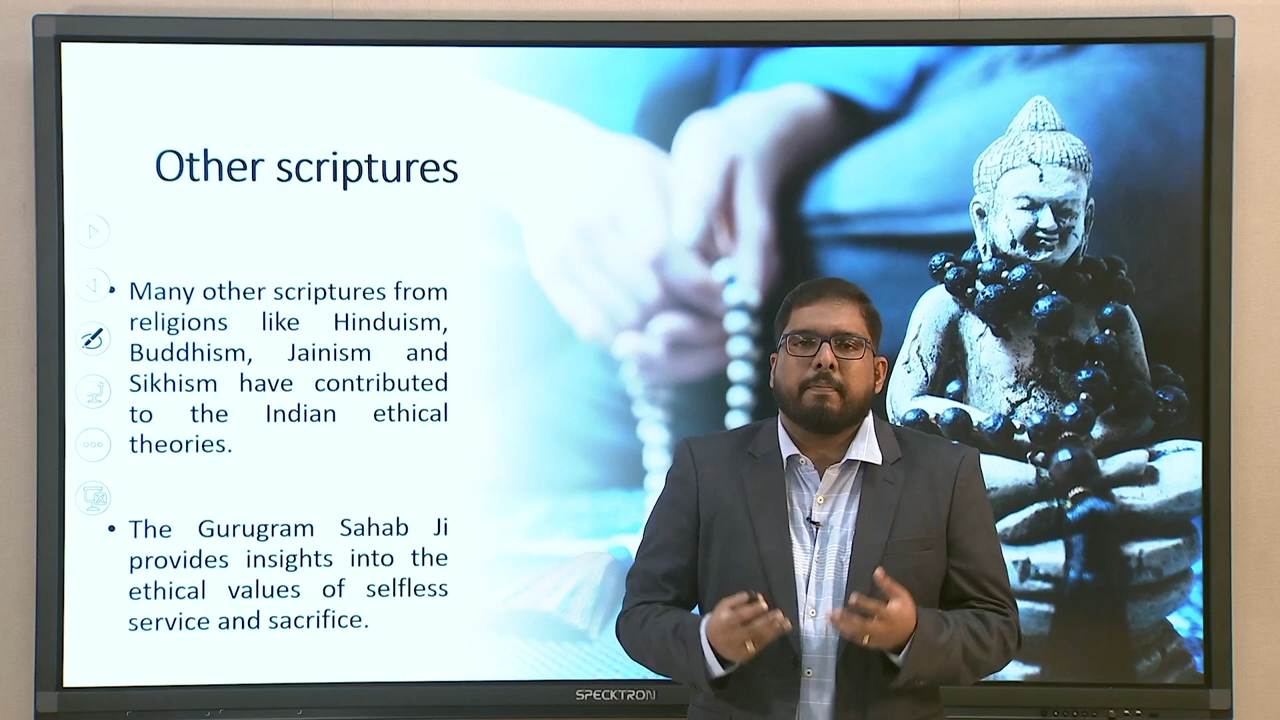 Other scriptures
• Many other scriptures from
religions like Hinduism,
Buddhism, Jainism and
Sikhism have contributed
to the Indian ethical
theories.
• The Gurugram Sahab Ji
provides insights into the
ethical values of selfless
service and sacrifice.
SPECKTRON